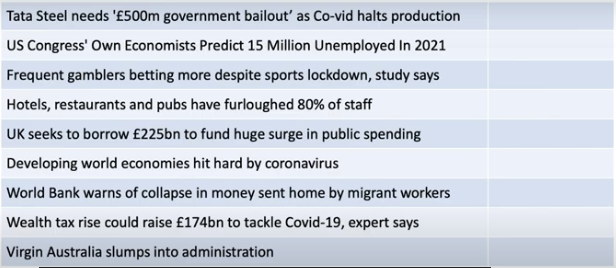 Tata Steel needs '£500m government bailout’ as Co-vid halts production
US Congress' Own Economists Predict 15 Million Unemployed In 2021
Frequent gamblers betting more despite sports lockdown, study says
Hotels, restaurants and pubs have furloughed 80% of staff
UK seeks to borrow £225bn to fund huge surge in public spending
Developing world economies hit hard by coronavirus
World Bank warns of collapse in money sent home by migrant workers
Wealth tax rise could raise £174bn to tackle Covid-19, expert says
Virgin Australia slumps into administration